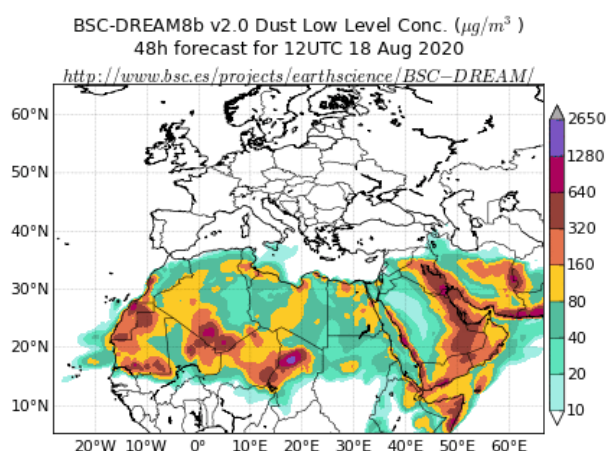 BSC-DREAM8b v2.0 Dust Low Level Conc. (μg/m³ )
48h forecast for 12UTC 18 Aug 2020
http://www.bsc.es/projects/earthscience/BSC−DREAM/
60°N
50°N
40°N
30°N
20°N
10°N
20°W
10°W
0°
10°E
20°E
30°E
40°E
50°E
60°E
2650
1280
640
320
160
80
40
20
10